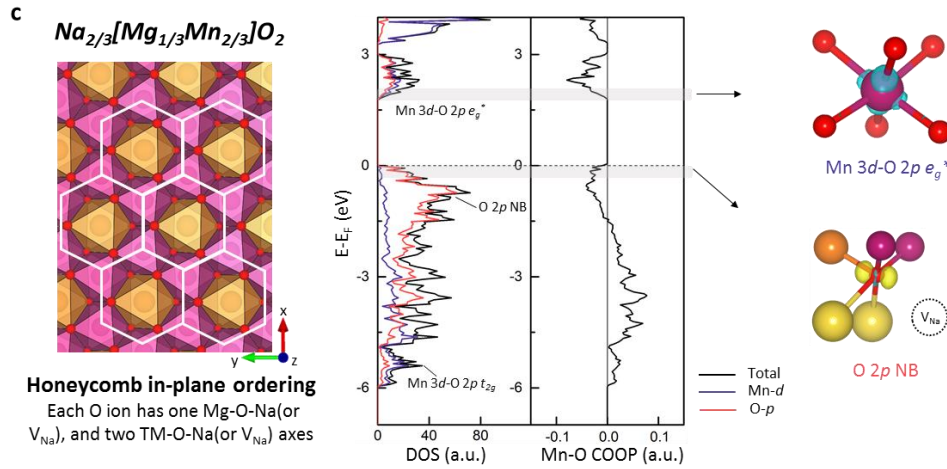 c
Na2/3[Mg1/3Mn2/3]O2
x
y
z
Honeycomb in-plane ordering
Each O ion has one Mg-O-Na(or
VNa), and two TM-O-Na(or VNa) axes
E-EF (eV)
3
0
-3
-6
Mn 3d-O 2p eg*
O 2p NB
Mn 3d-O 2p t2g
0
40
80
DOS (a.u.)
3
0
-3
-6
-0.1
0.0
0.1
Mn-O COOP (a.u.)
Total
Mn-d
O-p
Mn 3d-O 2p eg*
VNa
O 2p NB